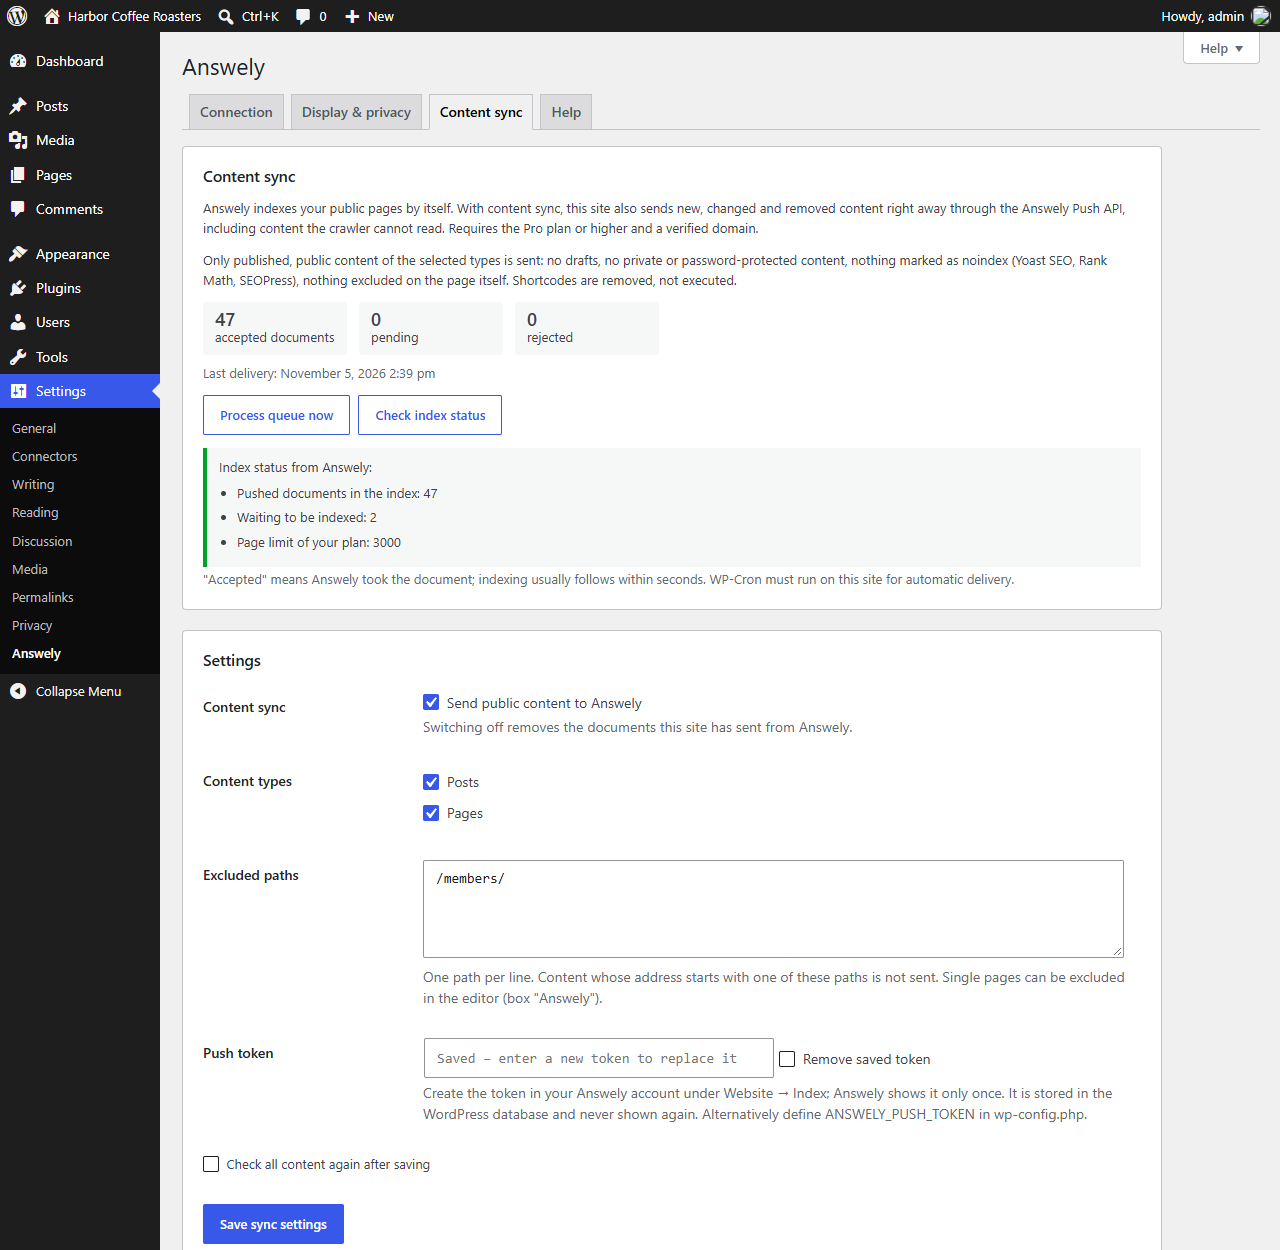 Harbor Coffee Roasters
Ctrl+K
0
New
Howdy, admin
Dashboard
Posts
Media
Pages
Comments
Appearance
Plugins
Users
Tools
Settings
General
Connectors
Writing
Reading
Discussion
Media
Permalinks
Privacy
Answely
Collapse Menu
Help ▼
Answely
Connection
Display & privacy
Content sync
Help
Content sync
Answely indexes your public pages by itself. With content sync, this site also sends new, changed and removed content right away through the Answely Push API,
including content the crawler cannot read. Requires the Pro plan or higher and a verified domain.
Only published, public content of the selected types is sent: no drafts, no private or password-protected content, nothing marked as noindex (Yoast SEO, Rank
Math, SEOPress), nothing excluded on the page itself. Shortcodes are removed, not executed.
47
accepted documents
0
pending
0
rejected
Last delivery: November 5, 2026 2:39 pm
Process queue now
Check index status
Index status from Answely:
• Pushed documents in the index: 47
• Waiting to be indexed: 2
• Page limit of your plan: 3000
"Accepted" means Answely took the document; indexing usually follows within seconds. WP-Cron must run on this site for automatic delivery.
Settings
Content sync
Send public content to Answely
Switching off removes the documents this site has sent from Answely.
Content types
Posts
Pages
Excluded paths
/members/
One path per line. Content whose address starts with one of these paths is not sent. Single pages can be excluded
in the editor (box "Answely").
Push token
Saved – enter a new token to replace it
Remove saved token
Create the token in your Answely account under Website → Index; Answely shows it only once. It is stored in the
WordPress database and never shown again. Alternatively define ANSWELY_PUSH_TOKEN in wp-config.php.
Check all content again after saving
Save sync settings